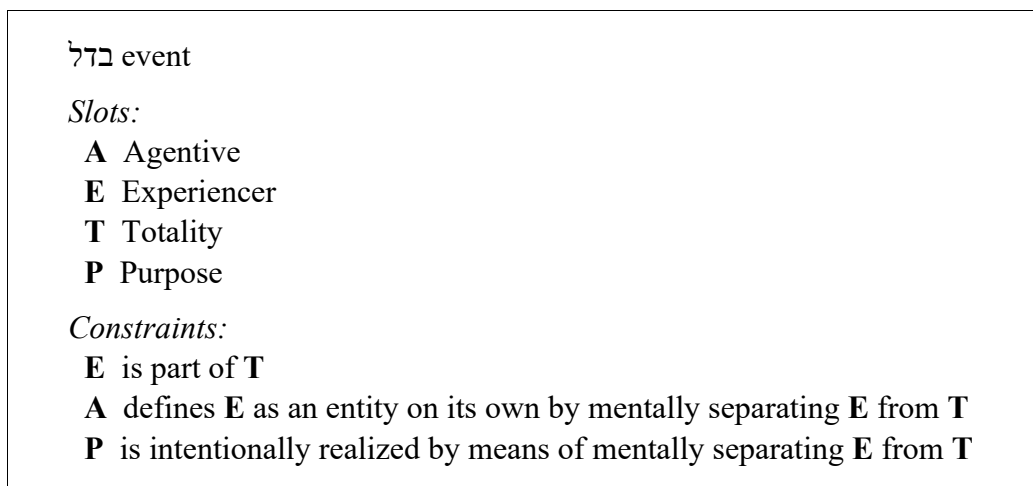 בדל event
Slots:
A Agentive
E Experiencer
T Totality
P Purpose
Constraints:
E is part of T
A defines E as an entity on its own by mentally separating E from T
P is intentionally realized by means of mentally separating E from T